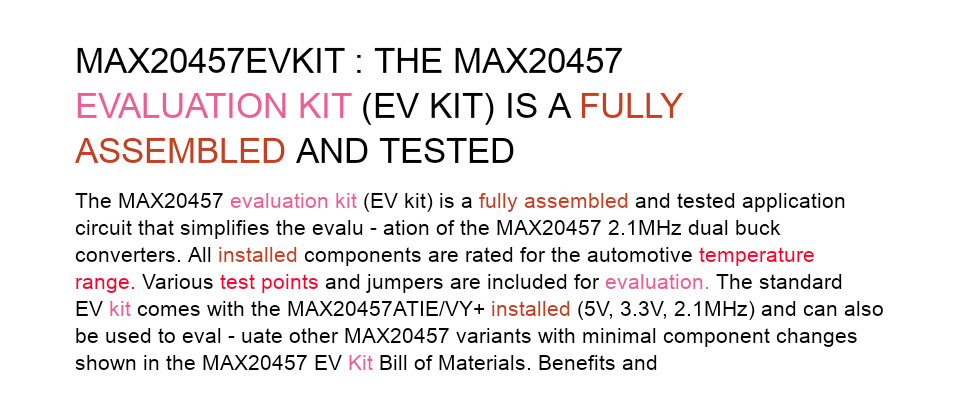 MAX20457EVKIT : THE MAX20457
EVALUATION KIT (EV KIT) IS A FULLY
ASSEMBLED AND TESTED
The MAX20457 evaluation kit (EV kit) is a fully assembled and tested application
circuit that simplifies the evalu - ation of the MAX20457 2.1MHz dual buck
converters. All installed components are rated for the automotive temperature
range. Various test points and jumpers are included for evaluation. The standard
EV kit comes with the MAX20457ATIE/VY+ installed (5V, 3.3V, 2.1MHz) and can also
be used to eval - uate other MAX20457 variants with minimal component changes
shown in the MAX20457 EV Kit Bill of Materials. Benefits and